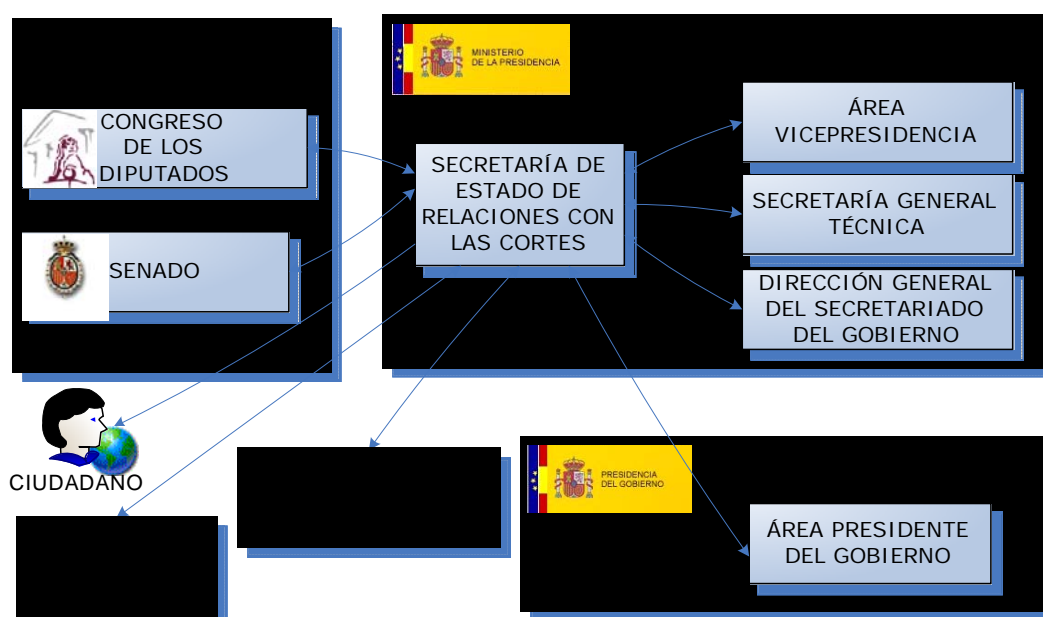 MINISTERIO
DE LA PRESIDENCIA
CONGRESO
DE LOS
DIPUTADOS
SENADO
SECRETARÍA DE
ESTADO DE
RELACIONES CON
LAS CORTES
ÁREA
VICEPRESIDENCIA
SECRETARÍA GENERAL
TÉCNICA
DIRECCIÓN GENERAL
DEL SECRETARIADO
DEL GOBIERNO
CIUDADANO
PRESIDENCIA
DEL GOBIERNO
ÁREA PRESIDENTE
DEL GOBIERNO